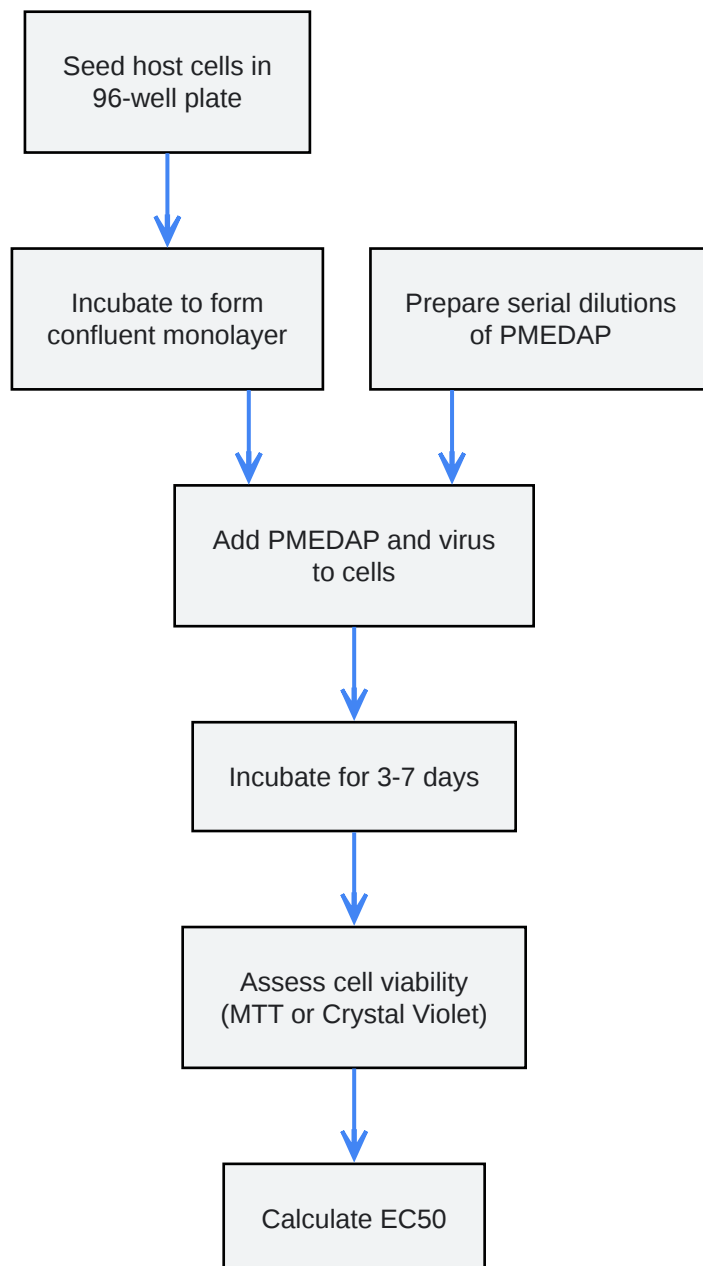 Seed host cells in
96-well plate
Incubate to form
confluent monolayer
Prepare serial dilutions
of PMEDAP
Add PMEDAP and virus
to cells
Incubate for 3-7 days
Assess cell viability
(MTT or Crystal Violet)
Calculate EC50